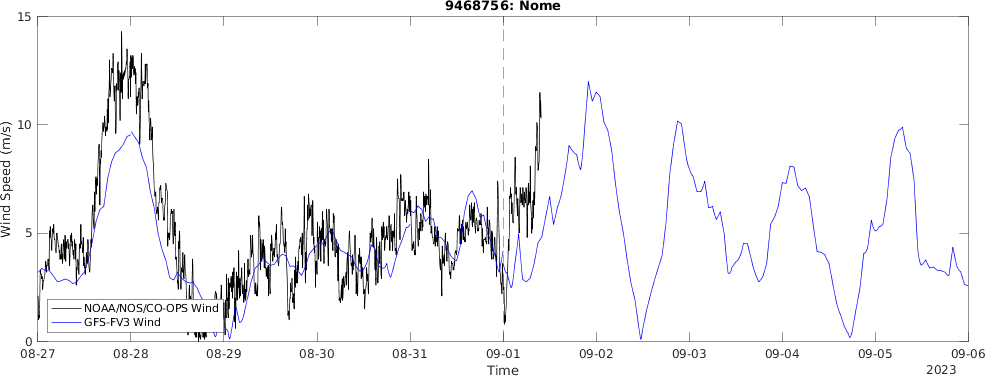 9468756: Nome
Wind Speed (m/s)
15
10
5
0
NOAA/NOS/CO-OPS Wind
GFS-FV3 Wind
08-27 08-28 08-29 08-30 08-31 09-01 09-02 09-03 09-04 09-05 09-06
Time
2023